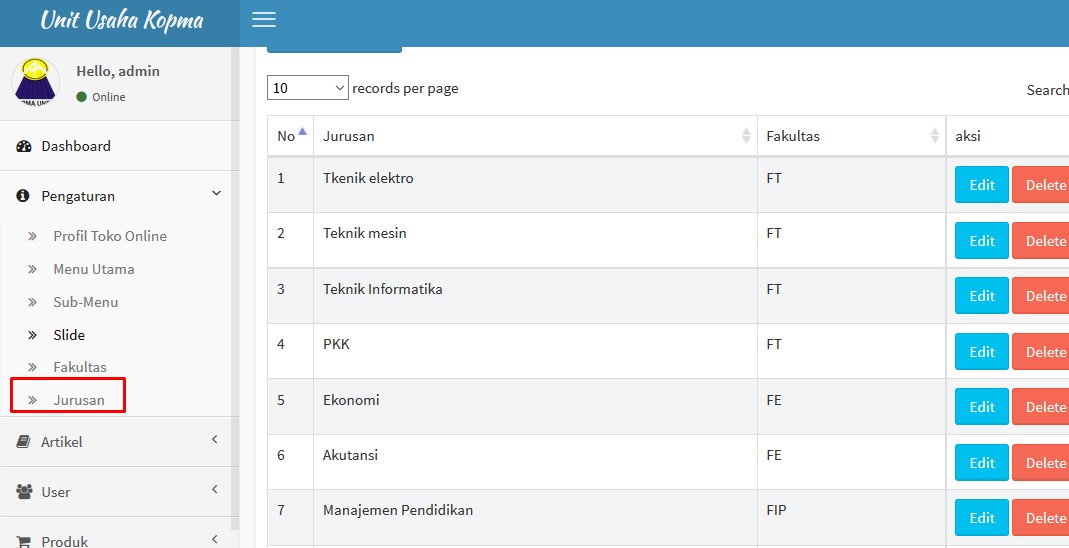 Unit Usaha Kopma
Hello, admin
Online
Dashboard
Pengaturan
Profil Toko Online
Menu Utama
Sub-Menu
Slide
Fakultas
Jurusan
Artikel
User
Produk
10 records per page
Search
No Jurusan Fakultas aksi
1 Tkenik elektro FT Edit Delete
2 Teknik mesin FT Edit Delete
3 Teknik Informatika FT Edit Delete
4 PKK FT Edit Delete
5 Ekonomi FE Edit Delete
6 Akutansi FE Edit Delete
7 Manajemen Pendidikan FIP Edit Delete